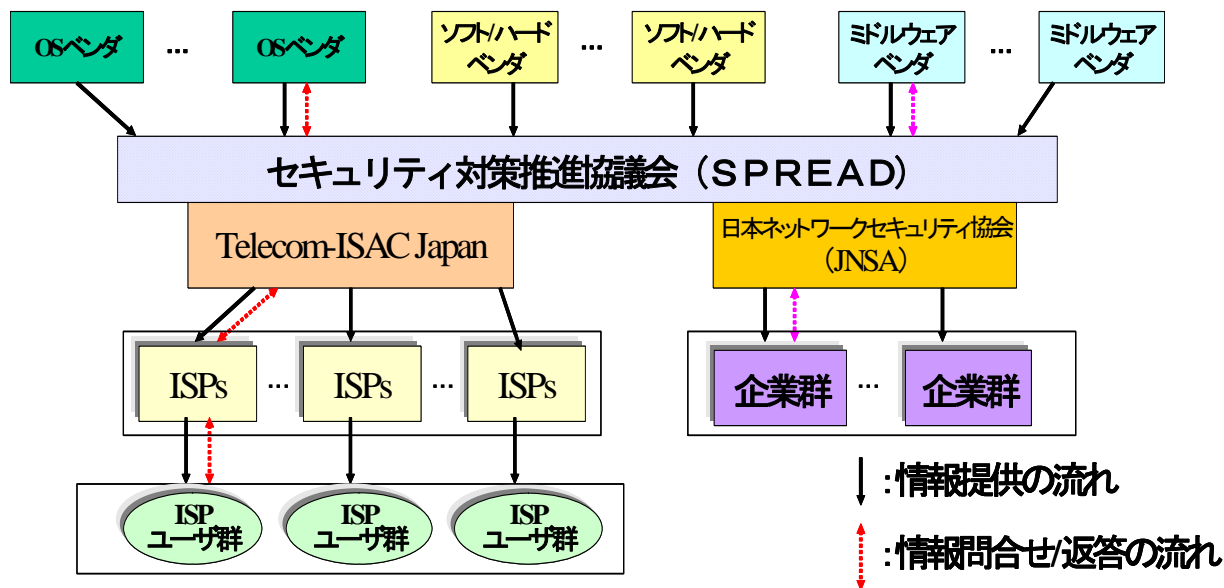 OSベンダ
...
OSベンダ
ソフト/ハード
ベンダ
...
ソフト/ハード
ベンダ
ミドルウェア
ベンダ
...
ミドルウェア
ベンダ
セキュリティ対策推進協議会（ＳＰＲＥＡＤ）
Telecom-ISAC Japan
日本ネットワークセキュリティ協会
（JNSA）
ISPs
...
ISPs
...
ISPs
企業群
...
企業群
ISP
ユーザ群
ISP
ユーザ群
ISP
ユーザ群
：情報提供の流れ
：情報問合せ/返答の流れ